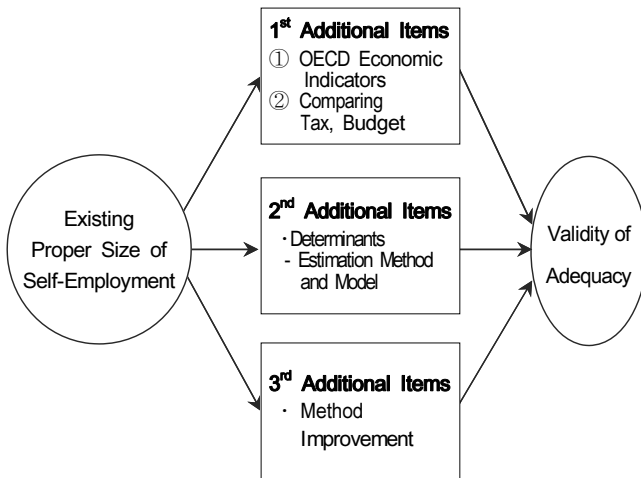 1st Additional Items
① OECD Economic
Indicators
② Comparing
Tax, Budget
Existing
Proper Size of
Self-Employment
2nd Additional Items
· Determinants
- Estimation Method
and Model
Validity of
Adequacy
3rd Additional Items
· Method
Improvement